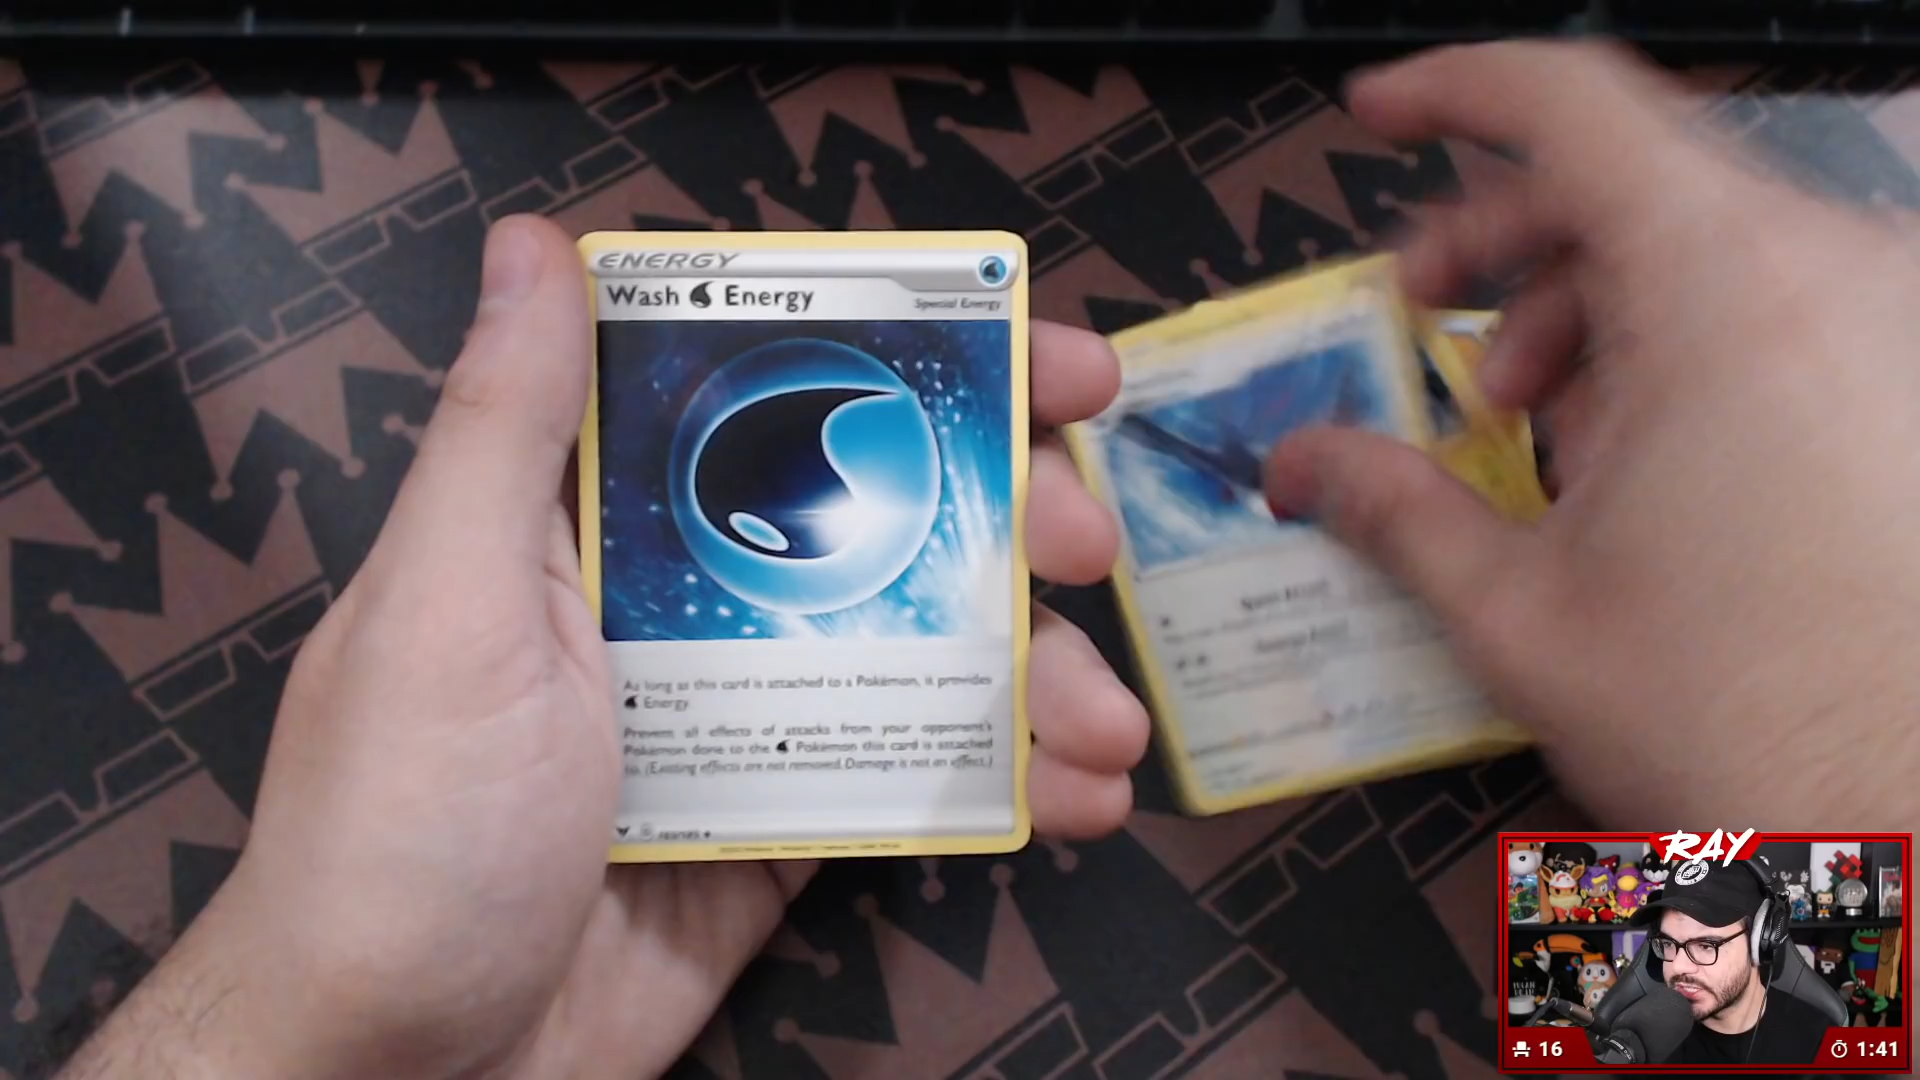 ENERGY
Wash Energy
Special Energy
As long as this card is attached to a Pokémon, it provides
Energy
Prevent all effects of attacks from your opponent's
Pokémon done to the Pokémon this card is attached
to. (Existing effects are not removed. Damage is not an effect.)
RAY
16
1:41